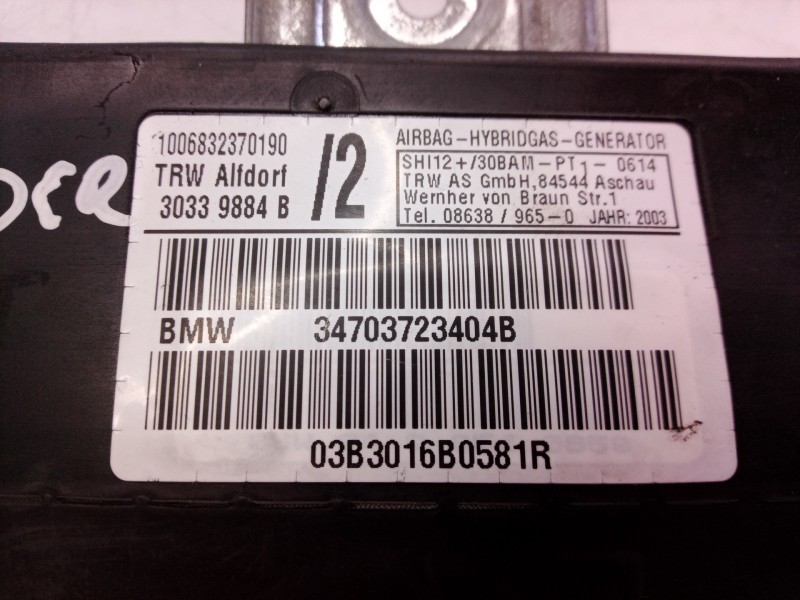 1006832370190
TRW Alfdorf
3033 9884 B
/2
AIRBAG-HYBRIDGAS-GENERATOR
SHI12+/30BAM-PT1- 0614
TRW AS GmbH,84544 Aschau
Wernher von Braun Str.1
Tel. 08638/965-0 JAHR: 2003
BMW 34703723404B
03B3016B0581R